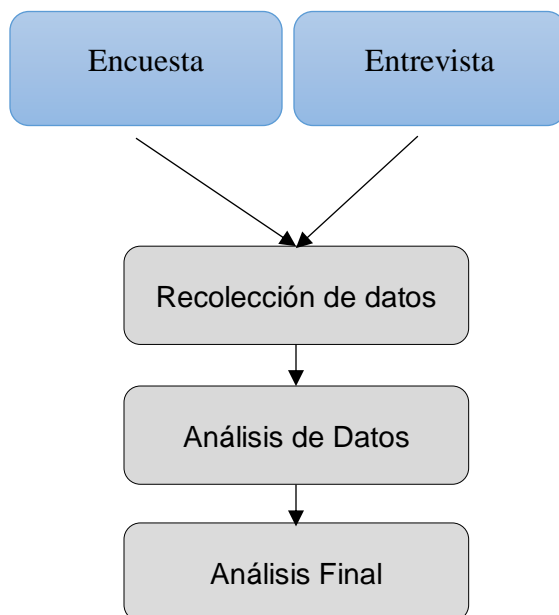 Encuesta
Entrevista
Recolección de datos
Análisis de Datos
Análisis Final